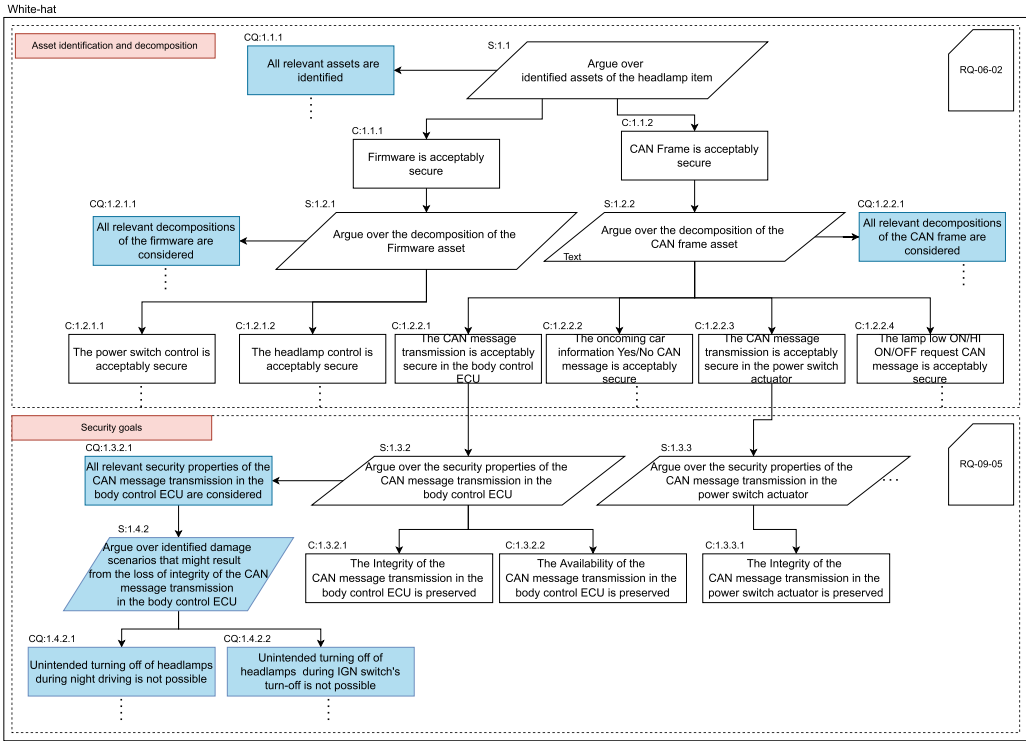 White-hat
Asset identification and decomposition
CQ:1.1.1
All relevant assets are
identified
S:1.1
Argue over
identified assets of the headlamp item
RQ-06-02
C:1.1.1
Firmware is acceptably
secure
C:1.1.2
CAN Frame is acceptably
secure
CQ:1.2.1.1
All relevant decompositions
of the firmware are
considered
S:1.2.1
Argue over the decomposition of the
Firmware asset
S:1.2.2
Argue over the decomposition of the
CAN frame asset
Text
CQ:1.2.2.1
All relevant decompositions
of the CAN frame are
considered
C:1.2.1.1
The power switch control is
acceptably secure
C:1.2.1.2
The headlamp control is
acceptably secure
C:1.2.2.1
The CAN message
transmission is acceptably
secure in the body control
ECU
C:1.2.2.2
The oncoming car
information Yes/No CAN
message is acceptably
secure
C:1.2.2.3
The CAN message
transmission is acceptably
secure in the power switch
actuator
C:1.2.2.4
The lamp low ON/HI
ON/OFF request CAN
message is acceptably
secure
Security goals
CQ:1.3.2.1
All relevant security properties of the
CAN message transmission in the
body control ECU are considered
S:1.3.2
Argue over the security properties of the
CAN message transmission in the
body control ECU
S:1.3.3
Argue over the security properties of the
CAN message transmission in the
power switch actuator
RQ-09-05
S:1.4.2
Argue over identified damage
scenarios that might result
from the loss of integrity of the CAN
message transmission
in the body control ECU
C:1.3.2.1
The Integrity of the
CAN message transmission in the
body control ECU is preserved
C:1.3.2.2
The Availability of the
CAN message transmission in the
body control ECU is preserved
C:1.3.3.1
The Integrity of the
CAN message transmission in the
power switch actuator is preserved
CQ:1.4.2.1
Unintended turning off of headlamps
during night driving is not possible
CQ:1.4.2.2
Unintended turning off of
headlamps  during IGN switch's
turn-off is not possible